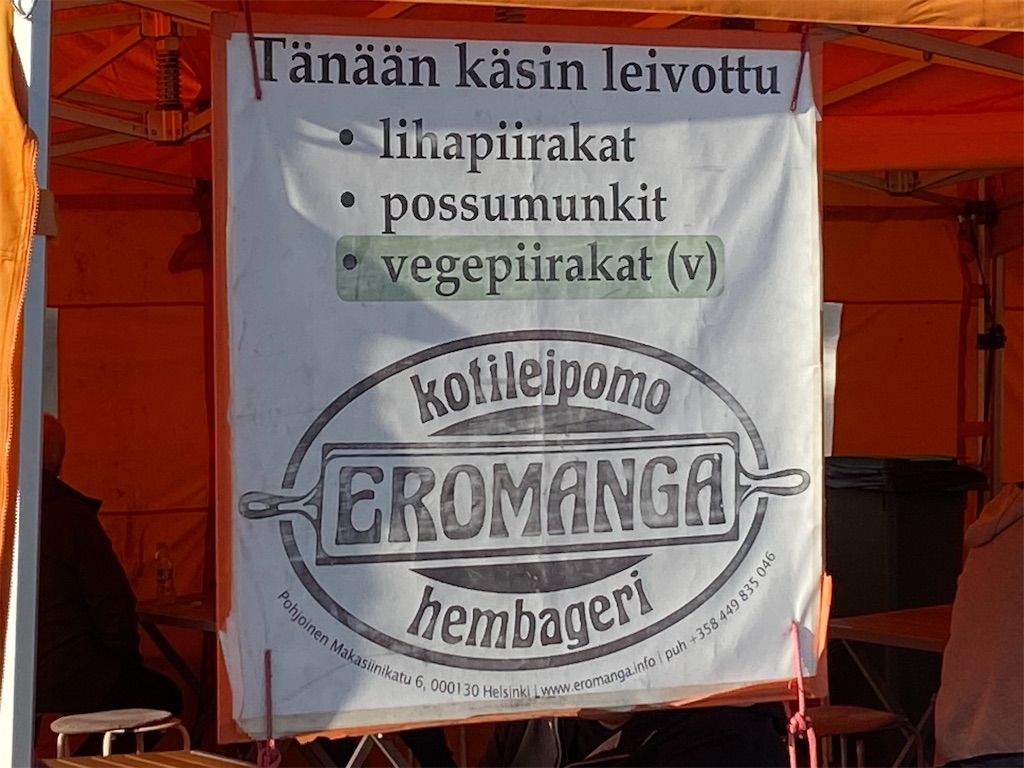 Tänään käsin leivottu
• lihapiirakat
• possumunkit
• vegepiirakat (v)
kotileipomo
EROMANGA
hembageri
Pohjoinen Makasiinikatu 6, 000130 Helsinki | www.eromanga.info | puh +358 449 835 046